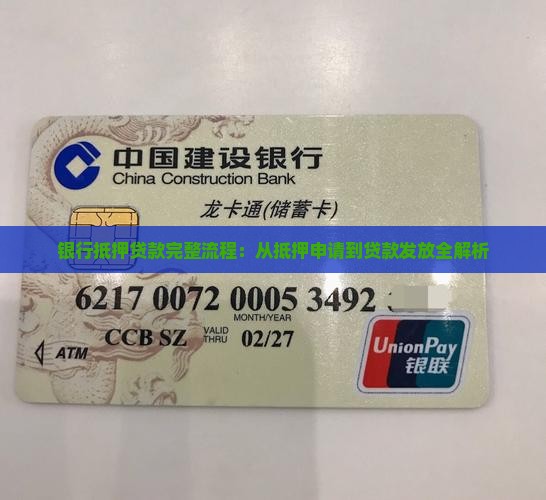 中国建设银行
China Construction Bank
龙卡通(储蓄卡)
银行抵押贷款完整流程：从抵押申请到贷款发放全解析
6217 0072 0005 3492
MONTH/YEAR
CCB SZ VALID THRU 02/27
ATM
UnionPay
银联